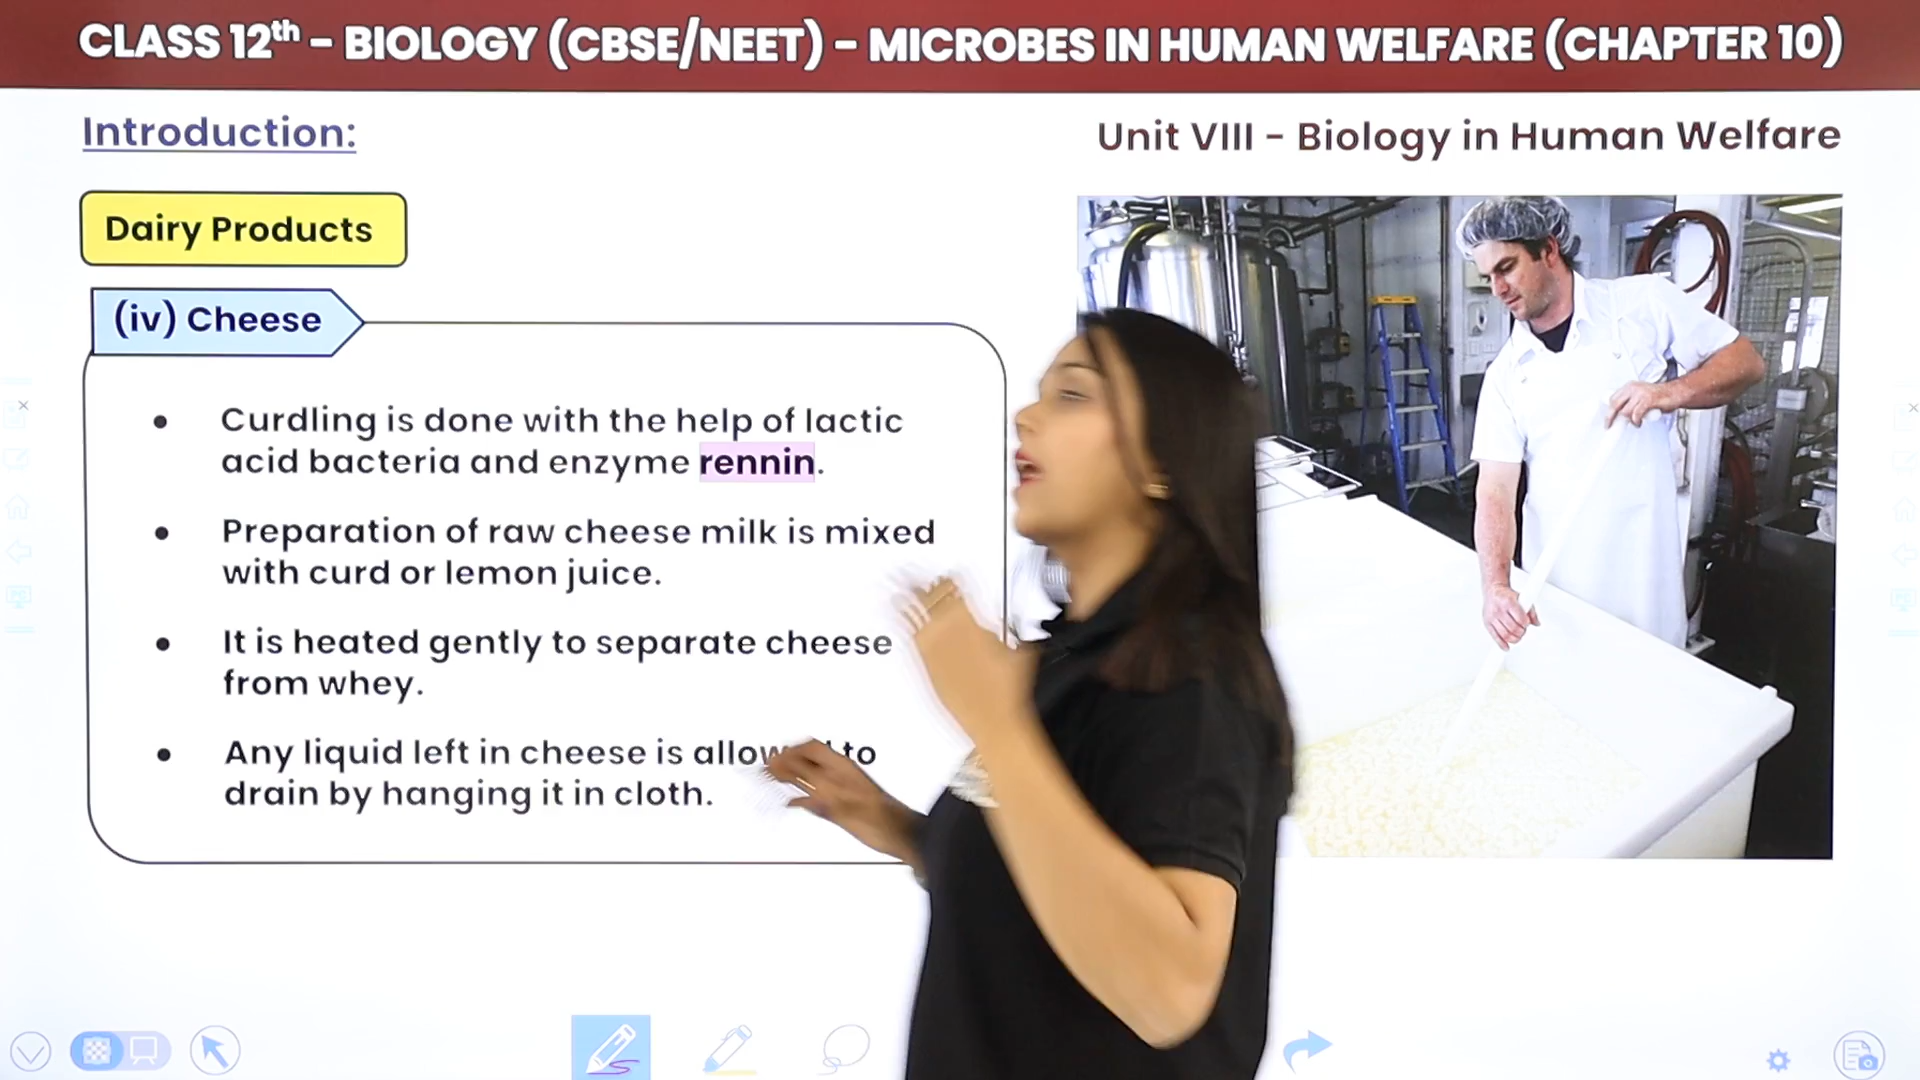 CLASS 12th – BIOLOGY (CBSE/NEET) – MICROBES IN HUMAN WELFARE (CHAPTER 10)
Introduction:
Unit VIII – Biology in Human Welfare
Dairy Products
(iv) Cheese
• Curdling is done with the help of lactic
acid bacteria and enzyme rennin.
• Preparation of raw cheese milk is mixed
with curd or lemon juice.
• It is heated gently to separate cheese
from whey.
• Any liquid left in cheese is to
drain by hanging it in cloth.